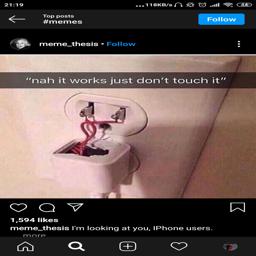 21:19
...118KB/s
Top posts
#memes
Follow
meme_thesis • Follow
"nah it works just don't touch it"
1,594 likes
meme_thesis I'm looking at you, IPhone users.
... more